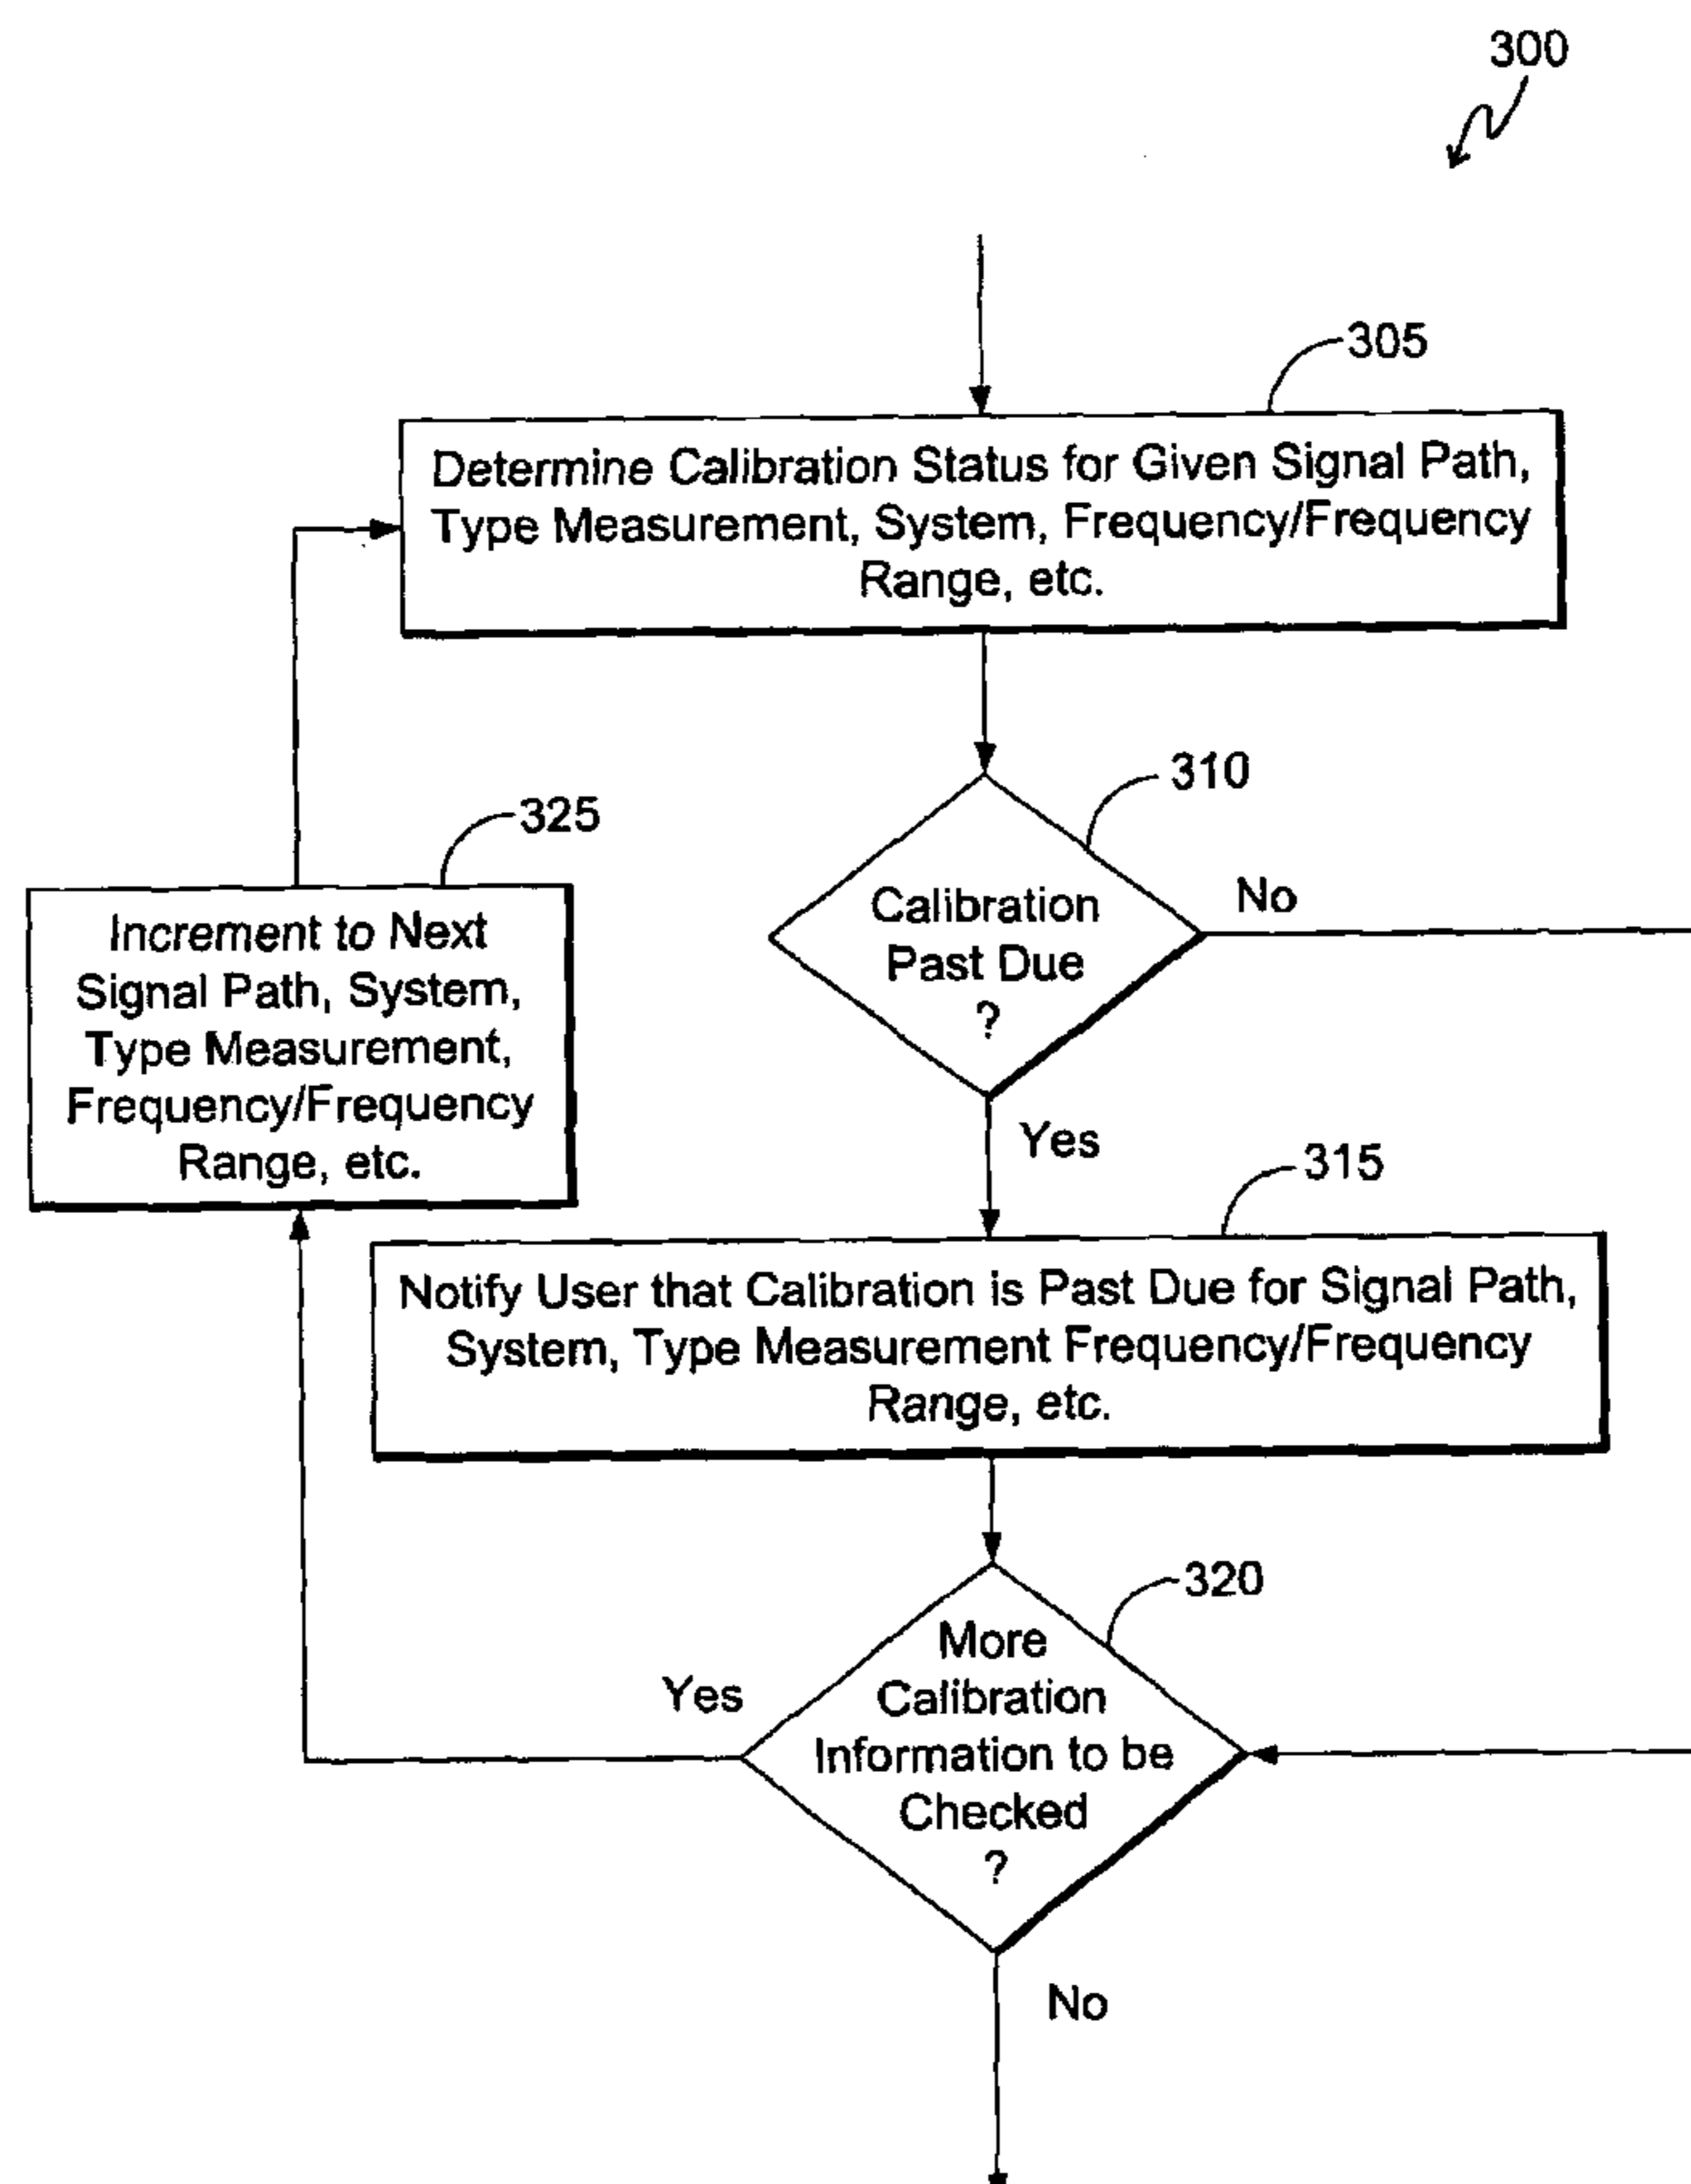 300
305
Determine Calibration Status for Given Signal Path,
Type Measurement, System, Frequency/Frequency
Range, etc.
310
Calibration
Past Due
?
No
Yes
325
Increment to Next
Signal Path, System,
Type Measurement,
Frequency/Frequency
Range, etc.
315
Notify User that Calibration is Past Due for Signal Path,
System, Type Measurement Frequency/Frequency
Range, etc.
320
More
Calibration
Information to be
Checked
?
Yes
No